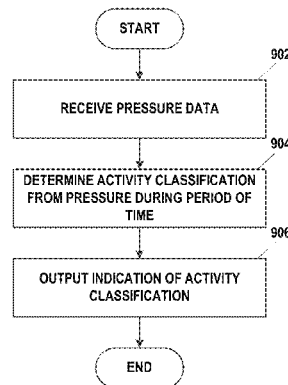 START
902
RECEIVE PRESSURE DATA
904
DETERMINE ACTIVITY CLASSIFICATION
FROM PRESSURE DURING PERIOD OF
TIME
906
OUTPUT INDICATION OF ACTIVITY
CLASSIFICATION
END